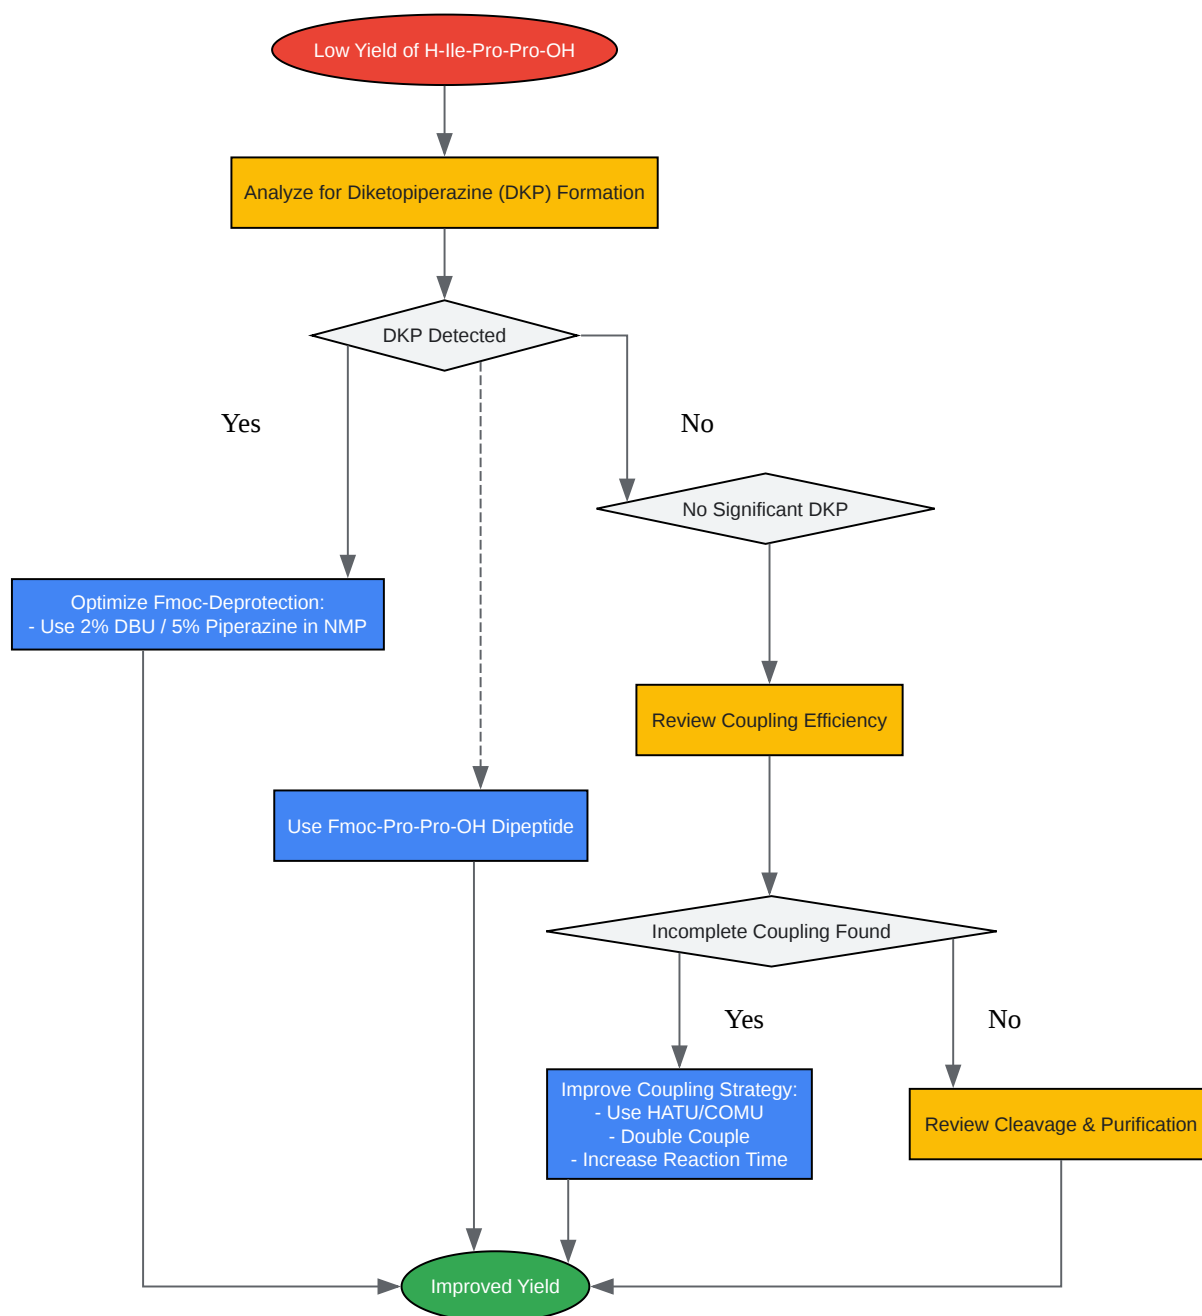 Low Yield of H-Ile-Pro-Pro-OH
Analyze for Diketopiperazine (DKP) Formation
DKP Detected
Yes
No
No Significant DKP
Optimize Fmoc-Deprotection:
- Use 2% DBU / 5% Piperazine in NMP
Review Coupling Efficiency
Use Fmoc-Pro-Pro-OH Dipeptide
Incomplete Coupling Found
Yes
No
Improve Coupling Strategy:
- Use HATU/COMU
- Double Couple
- Increase Reaction Time
Review Cleavage & Purification
Improved Yield